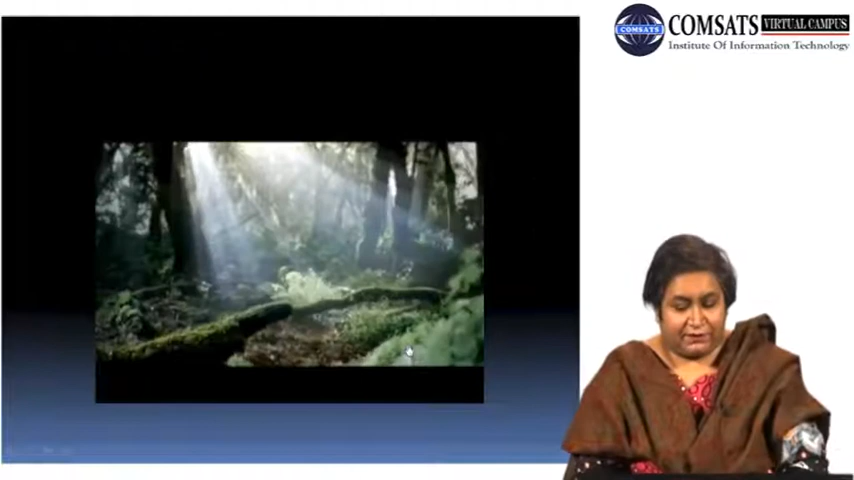 COMSATS VIRTUAL CAMPUS
Institute Of Information Technology
COMSATS